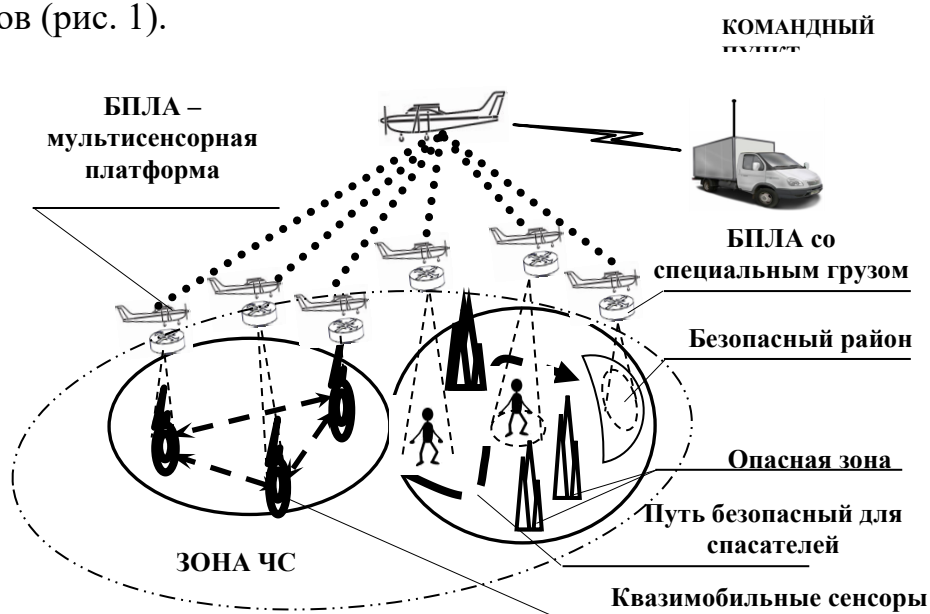 ов (рис. 1).
КОМАНДНЫЙ
ПУНКТ
БПЛА –
мультисенсорная
платформа
БПЛА со
специальным грузом
Безопасный район
Опасная зона
Путь безопасный для
спасателей
ЗОНА ЧС
Квазимобильные сенсоры